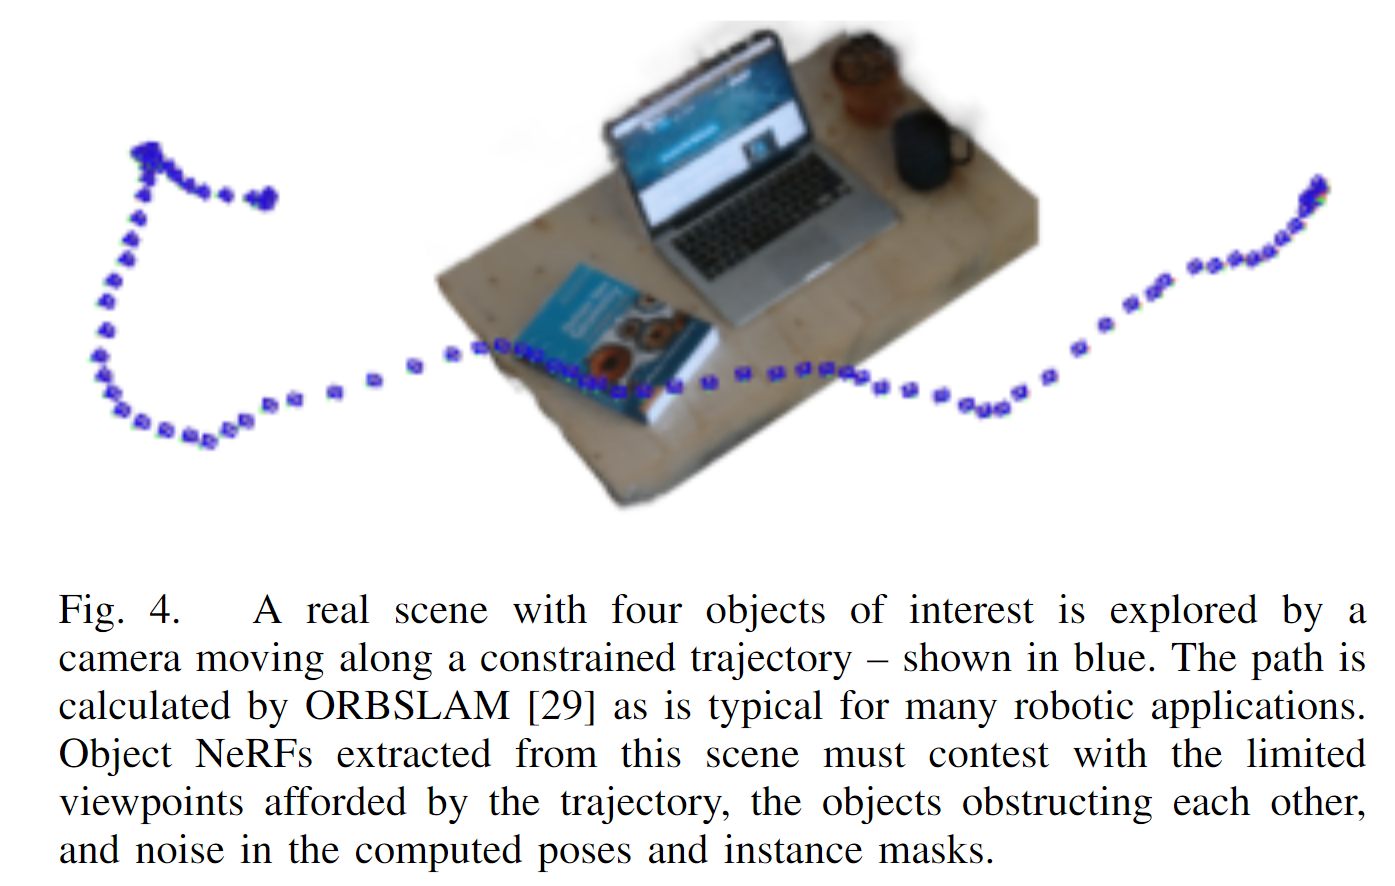 Fig. 4. A real scene with four objects of interest is explored by a
camera moving along a constrained trajectory – shown in blue. The path is
calculated by ORBSLAM [29] as is typical for many robotic applications.
Object NeRFs extracted from this scene must contest with the limited
viewpoints afforded by the trajectory, the objects obstructing each other,
and noise in the computed poses and instance masks.